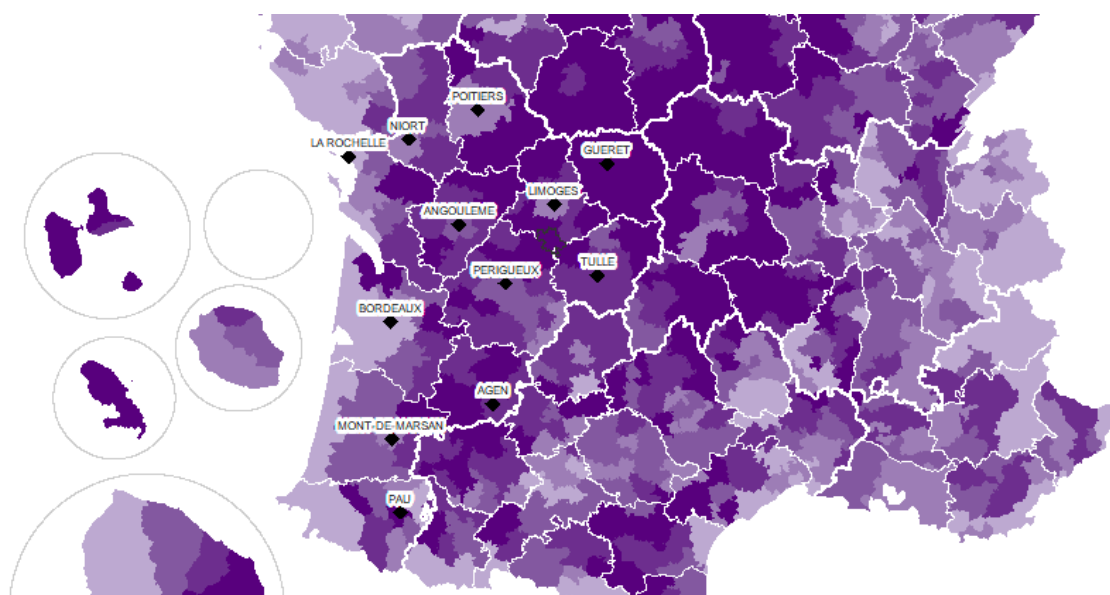 POITIERS
NIORT
LA ROCHELLE
GUERET
LIMOGES
ANGOULEME
TULLE
PERIGUEUX
BORDEAUX
AGEN
MONT-DE-MARSAN
PAU